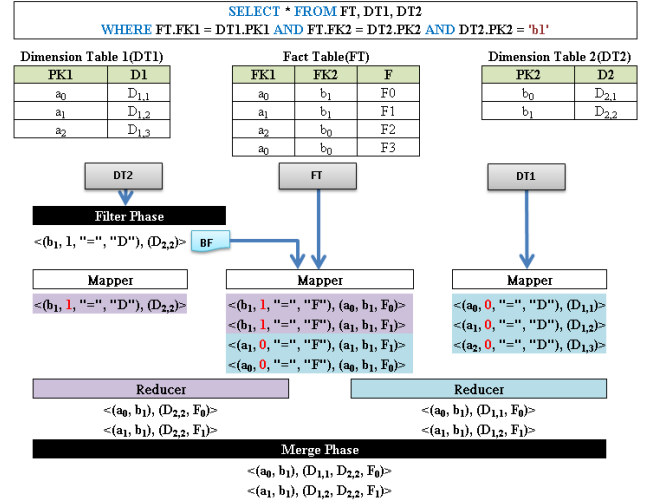 SELECT * FROM FT, DT1, DT2
WHERE FT.FK1 = DT1.PK1 AND FT.FK2 = DT2.PK2 AND DT2.PK2 = 'b1'
Dimension Table 1(DT1)
PK1 D1
a0 D1,1
a1 D1,2
a2 D1,3
Fact Table(FT)
FK1 FK2 F
a0 b1 F0
a1 b1 F1
a2 b0 F2
a0 b0 F3
Dimension Table 2(DT2)
PK2 D2
b0 D2,1
b1 D2,2
DT2
FT
DT1
Filter Phase
<(b1, 1, "=", "D"), (D2,2)>
BF
Mapper
<(b1, 1, "=", "D"), (D2,2)>
Mapper
<(b1, 1, "=", "F"), (a0, b1, F0)>
<(b1, 1, "=", "F"), (a1, b1, F1)>
<(a1, 0, "=", "F"), (a1, b1, F1)>
<(a0, 0, "=", "F"), (a0, b1, F0)>
Mapper
<(a0, 0, "=", "D"), (D1,1)>
<(a1, 0, "=", "D"), (D1,2)>
<(a2, 0, "=", "D"), (D1,3)>
Reducer
<(a0, b1), (D2,2, F0)>
<(a1, b1), (D2,2, F1)>
Reducer
<(a0, b1), (D1,1, F0)>
<(a1, b1), (D1,2, F1)>
Merge Phase
<(a0, b1), (D1,1, D2,2, F0)>
<(a1, b1), (D1,2, D2,2, F1)>